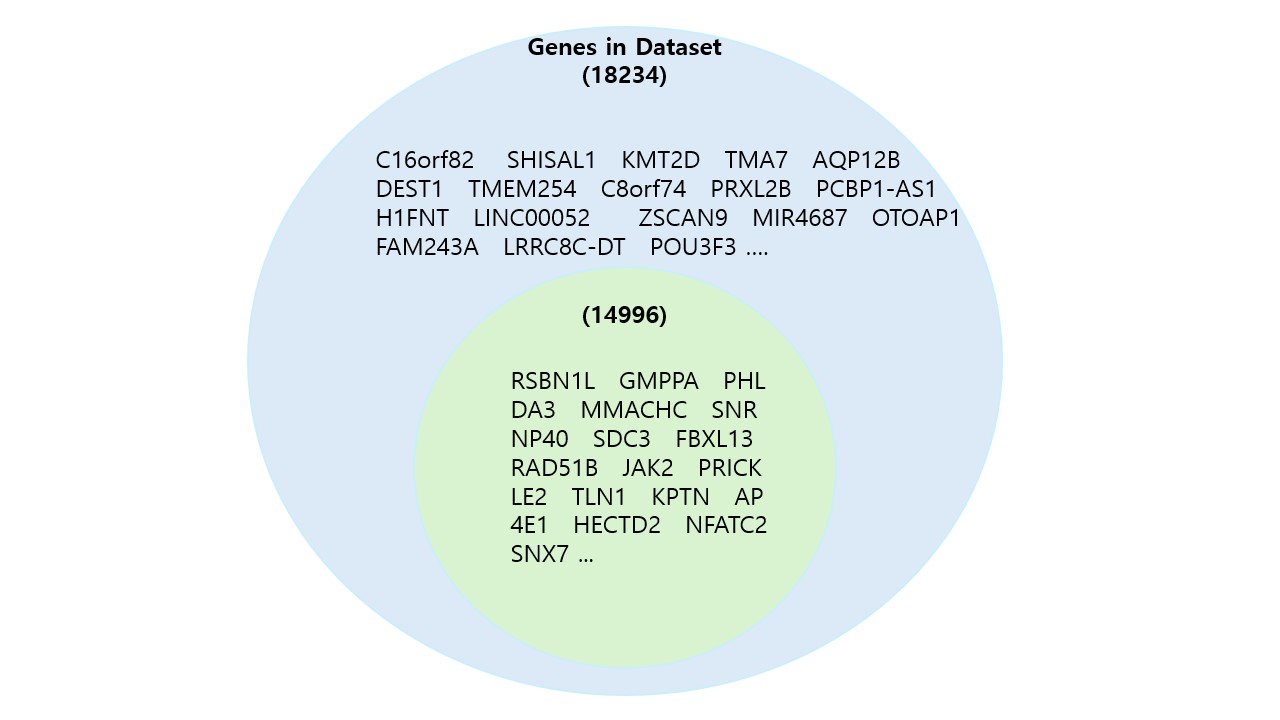 Genes in Dataset
(18234)
C16orf82 SHISAL1 KMT2D TMA7 AQP12B
DEST1 TMEM254 C8orf74 PRXL2B PCBP1-AS1
H1FNT LINC00052 ZSCAN9 MIR4687 OTOAP1
FAM243A LRRC8C-DT POU3F3 ....
(14996)
RSBN1L GMPPA PHL
DA3 MMACHC SNR
NP40 SDC3 FBXL13
RAD51B JAK2 PRICK
LE2 TLN1 KPTN AP
4E1 HECTD2 NFATC2
SNX7 ...